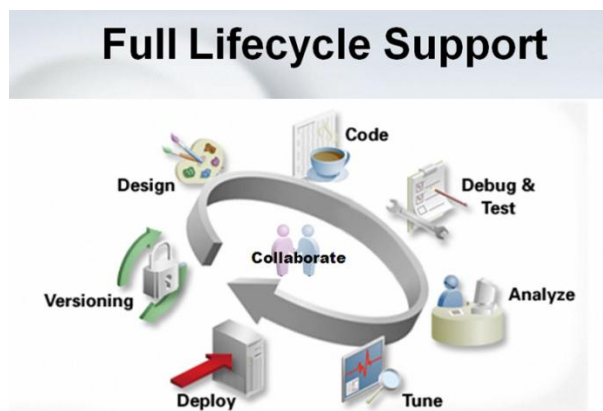 Full Lifecycle Support
Code
Design
Debug &
Test
Collaborate
Versioning
Analyze
Deploy
Tune